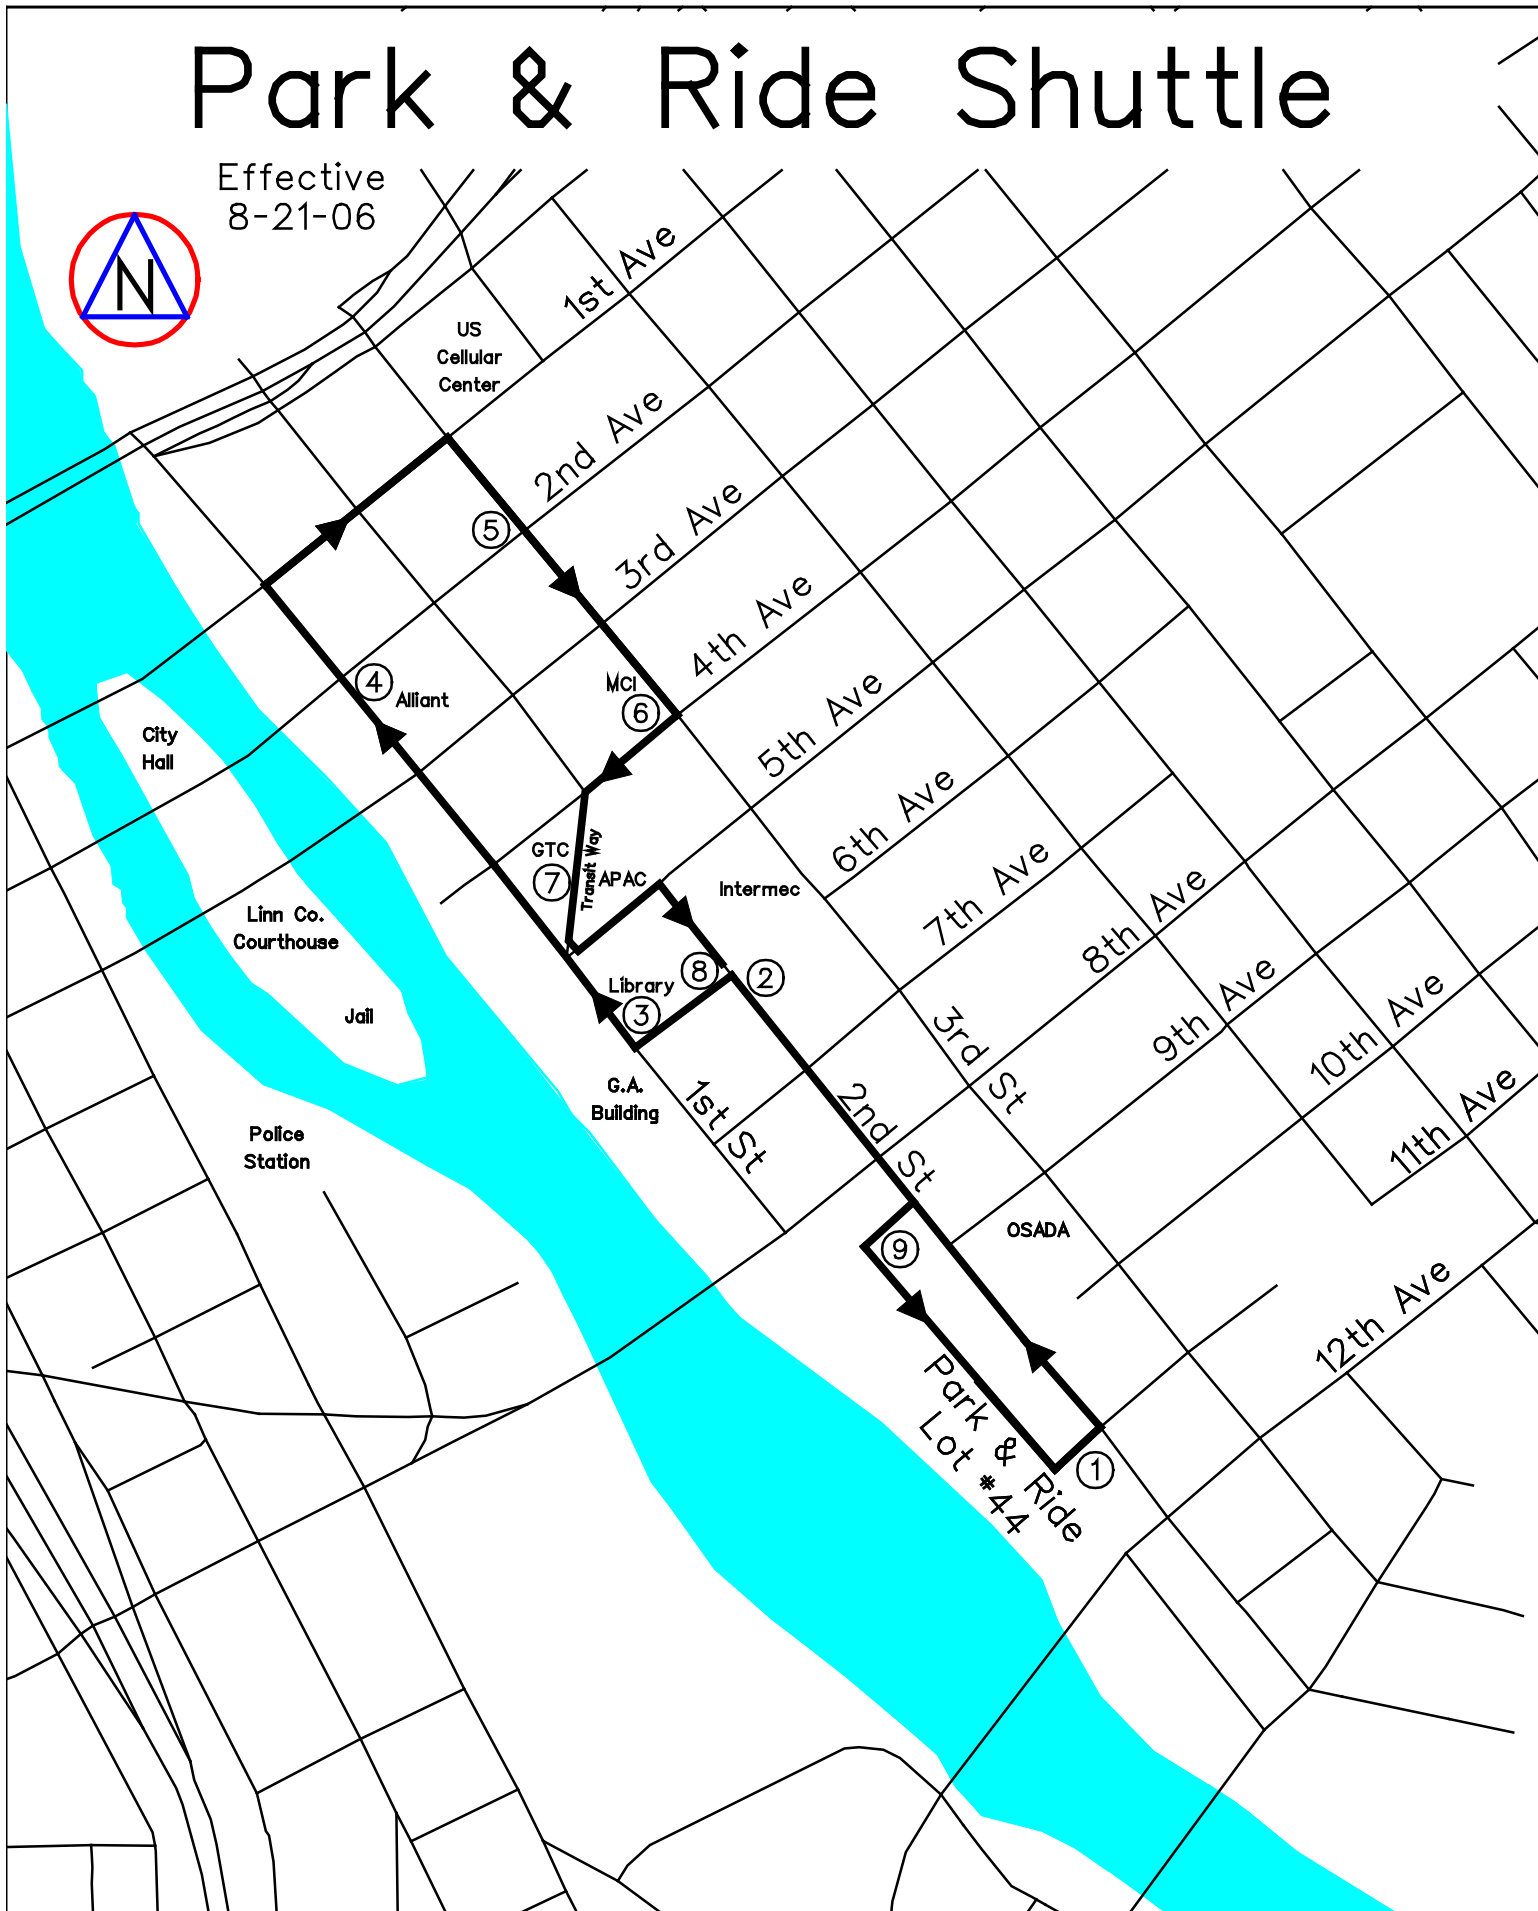 Park & Ride Shuttle
Effective
8-21-06
N
1st Ave
US
Cellular
Center
2nd Ave
3rd Ave
5
4th Ave
4
Alliant
MCI
6
5th Ave
City
Hall
6th Ave
GTC
7
Transit Way
APAC
Intermec
7th Ave
8th Ave
Linn Co.
Courthouse
Library
8
2
3
9th Ave
10th Ave
Jail
3rd St
G.A.
Building
1st St
2nd St
11th Ave
Police
Station
OSADA
9
12th Ave
Park & Ride
Lot #44
1